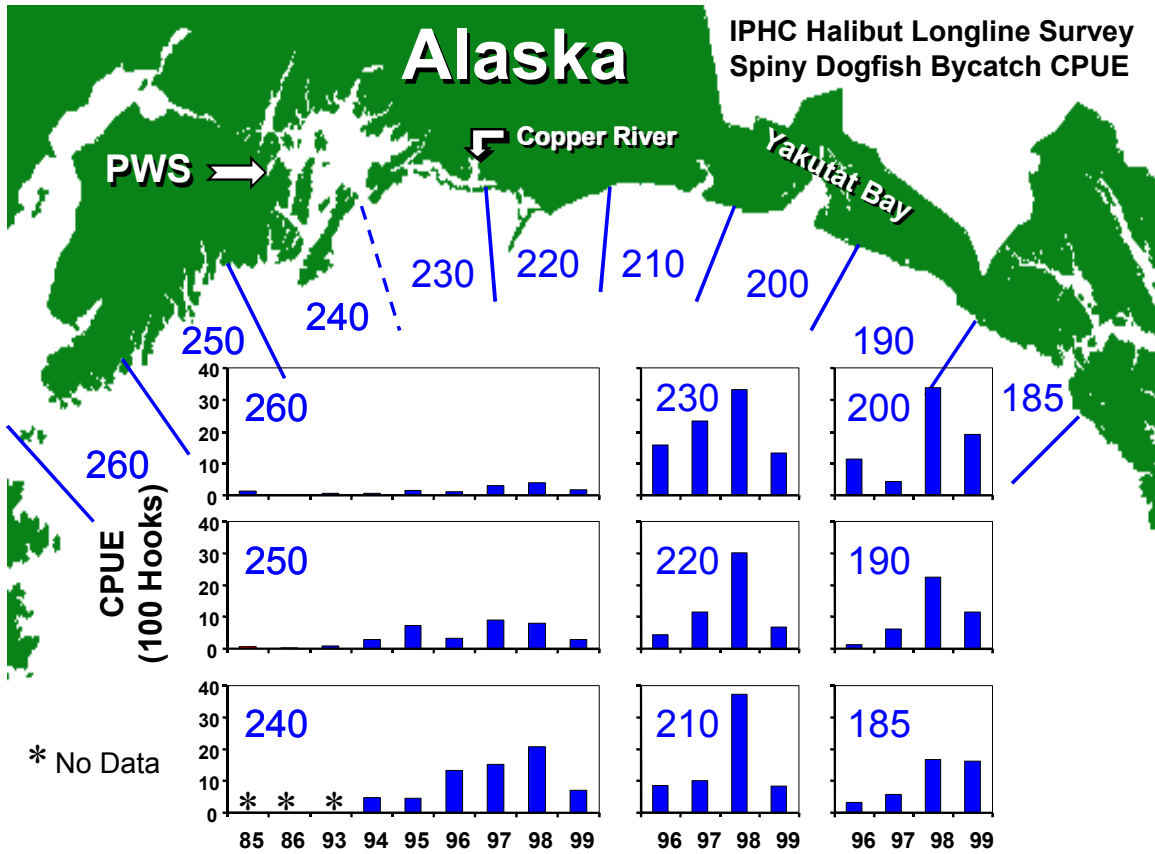 Alaska
IPHC Halibut Longline Survey
Spiny Dogfish Bycatch CPUE
PWS
Copper River
Yakutat Bay
260
250
240
230
220
210
200
190
185
CPUE
(100 Hooks)
* No Data
40
30
20
10
0
260
230
200
40
30
20
10
0
250
220
190
40
30
20
10
0
240
* * *
210
185
85 86 93 94 95 96 97 98 99
96 97 98 99
96 97 98 99